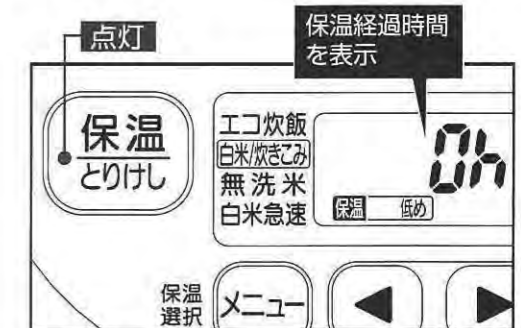 点灯
保温経過時間
を表示
保温
とりけし
エコ炊飯
白米/炊きこみ
無洗米
白米急速
0h
保温 低め
保温
選択
メニュー